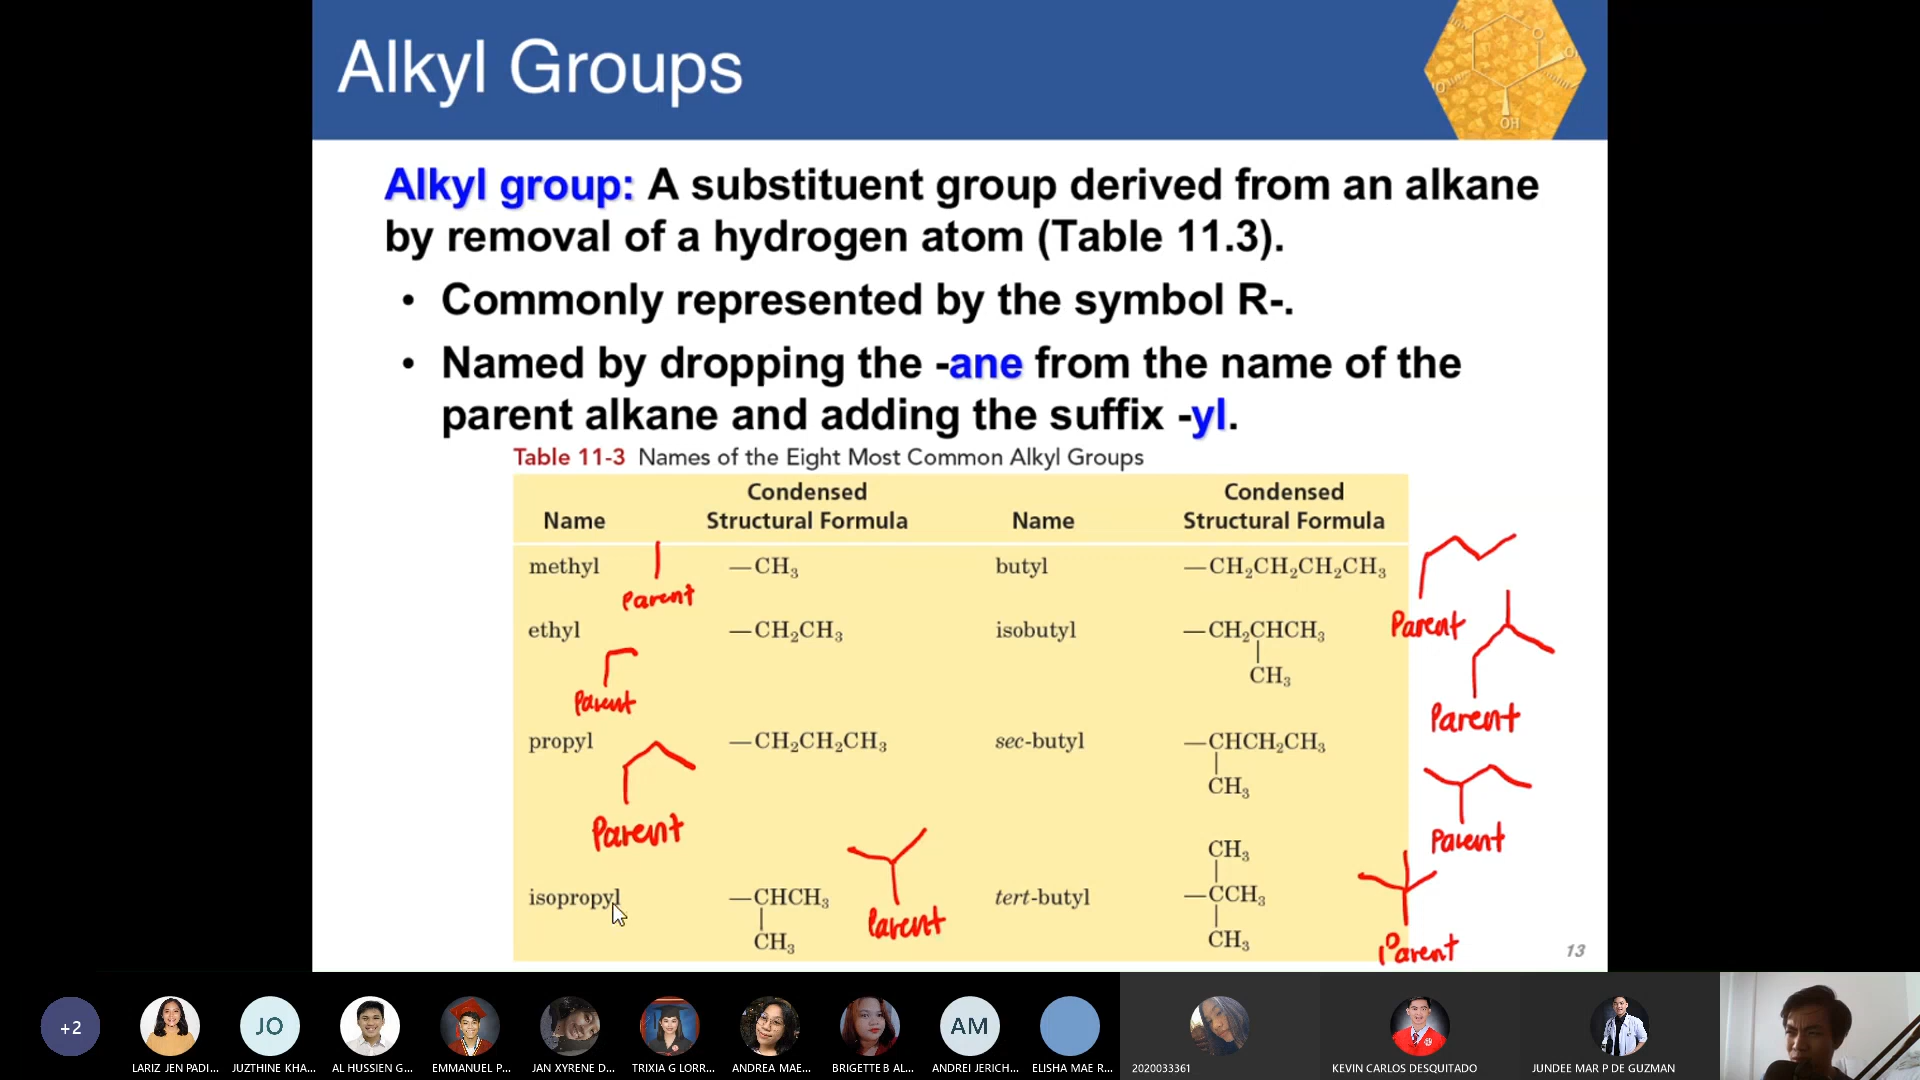 Alkyl Groups
OH
Alkyl group: A substituent group derived from an alkane
by removal of a hydrogen atom (Table 11.3).
• Commonly represented by the symbol R-.
• Named by dropping the -ane from the name of the
parent alkane and adding the suffix -yl.
Table 11-3 Names of the Eight Most Common Alkyl Groups
Condensed Condensed
Name Structural Formula Name Structural Formula
methyl —CH₃ butyl —CH₂CH₂CH₂CH₃
Parent
ethyl —CH₂CH₃ isobutyl —CH₂CHCH₃
Parent
CH₃
Parent
Parent
propyl —CH₂CH₂CH₃ sec-butyl —CHCH₂CH₃
CH₃
Parent
Parent
CH₃
isopropyl —CHCH₃ tert-butyl —CCH₃
Parent
CH₃ CH₃
Parent
13
+2
JO
AM
LARIZ JEN PADI...
JUZTHINE KHA...
AL HUSSIEN G...
EMMANUEL P...
JAN XYRENE D...
TRIXIA G LORR...
ANDREA MAE...
BRIGETTE B AL...
ANDREI JERICH...
ELISHA MAE R...
2020033361
KEVIN CARLOS DESQUITADO
JUNDEE MAR P DE GUZMAN